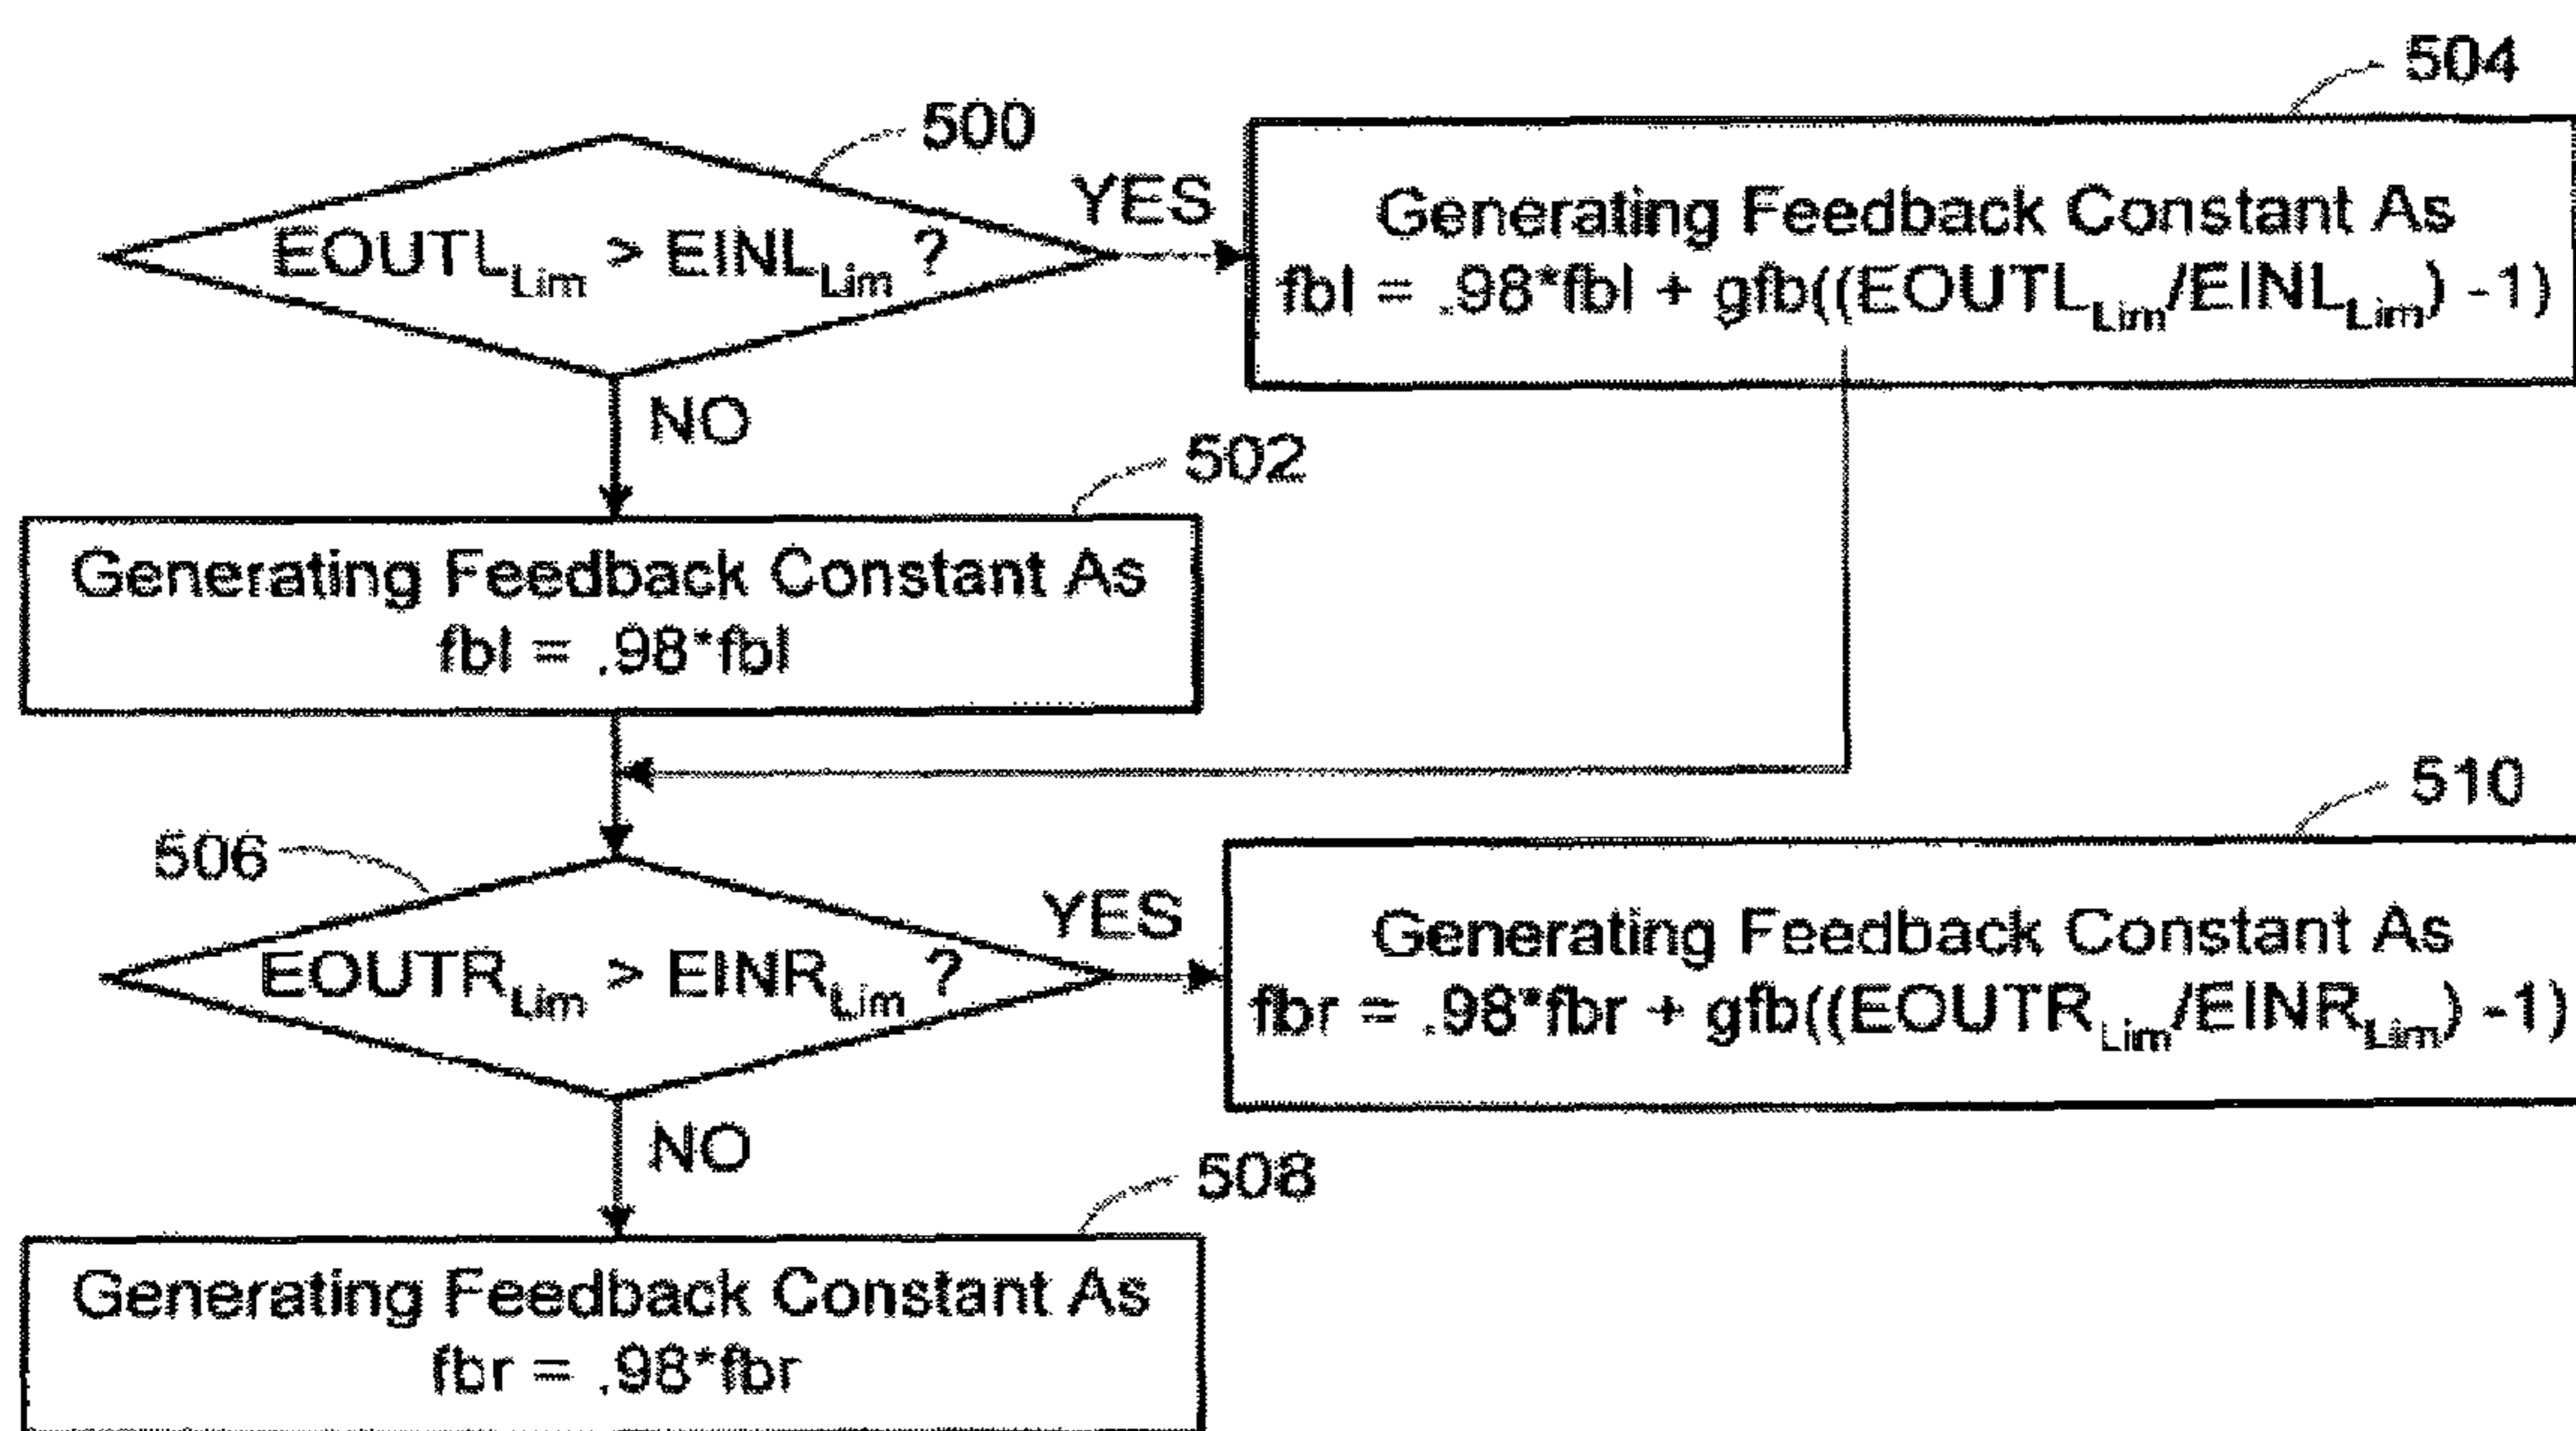 504
500
YES
EOUTL_Lim > EINL_Lim ?
Generating Feedback Constant As
fbl = .98*fbl + gfb((EOUTL_Lim/EINL_Lim) -1)
NO
502
Generating Feedback Constant As
fbl = .98*fbl
510
506
YES
EOUTR_Lim > EINR_Lim ?
Generating Feedback Constant As
fbr = .98*fbr + gfb((EOUTR_Lim/EINR_Lim) -1)
NO
508
Generating Feedback Constant As
fbr = .98*fbr